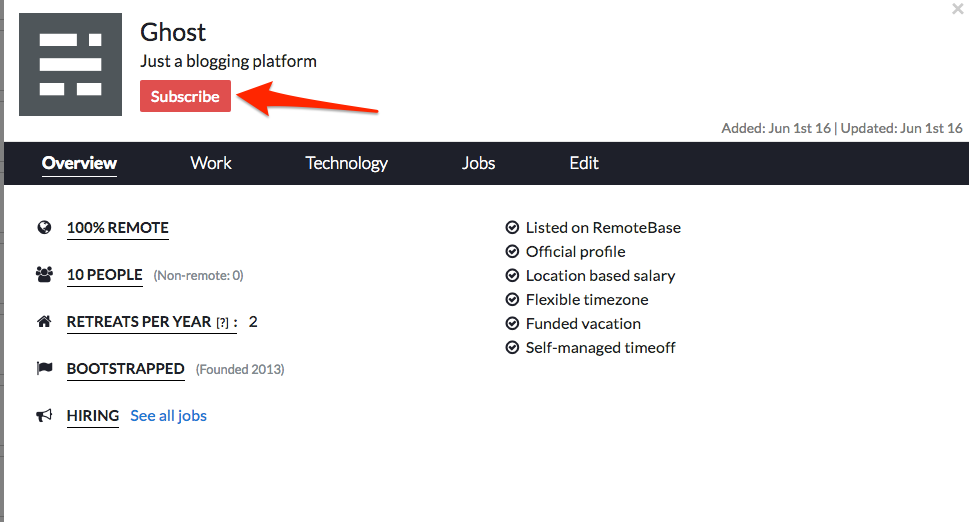 Ghost
Just a blogging platform
Subscribe
Added: Jun 1st 16 | Updated: Jun 1st 16
Overview Work Technology Jobs Edit
100% REMOTE
10 PEOPLE (Non-remote: 0)
RETREATS PER YEAR [?] : 2
BOOTSTRAPPED (Founded 2013)
HIRING See all jobs
Listed on RemoteBase
Official profile
Location based salary
Flexible timezone
Funded vacation
Self-managed timeoff